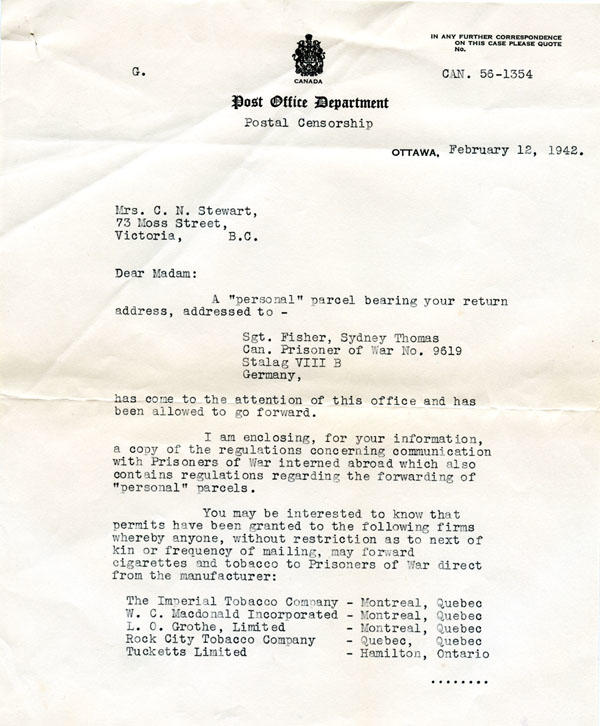 IN ANY FURTHER CORRESPONDENCE
ON THIS CASE PLEASE QUOTE
No.
G.
CAN. 56-1354
CANADA
Post Office Department
Postal Censorship
OTTAWA, February 12, 1942.
Mrs. C. N. Stewart,
73 Moss Street,
Victoria, B.C.
Dear Madam:
A "personal" parcel bearing your return
address, addressed to -
Sgt. Fisher, Sydney Thomas
Can. Prisoner of War No. 9619
Stalag VIII B
Germany,
has come to the attention of this office and has
been allowed to go forward.
I am enclosing, for your information,
a copy of the regulations concerning communication
with Prisoners of War interned abroad which also
contains regulations regarding the forwarding of
"personal" parcels.
You may be interested to know that
permits have been granted to the following firms
whereby anyone, without restriction as to next of
kin or frequency of mailing, may forward
cigarettes and tobacco to Prisoners of War direct
from the manufacturer:
The Imperial Tobacco Company - Montreal, Quebec
W. C. Macdonald Incorporated - Montreal, Quebec
L. O. Grothe, Limited - Montreal, Quebec
Rock City Tobacco Company - Quebec, Quebec
Tucketts Limited - Hamilton, Ontario
........